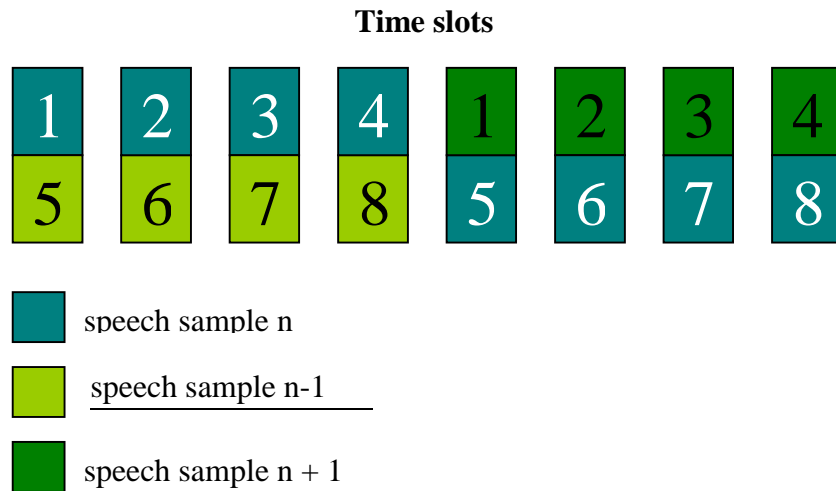 Time slots
1 2 3 4 1 2 3 4
5 6 7 8 5 6 7 8
speech sample n
speech sample n-1
speech sample n + 1